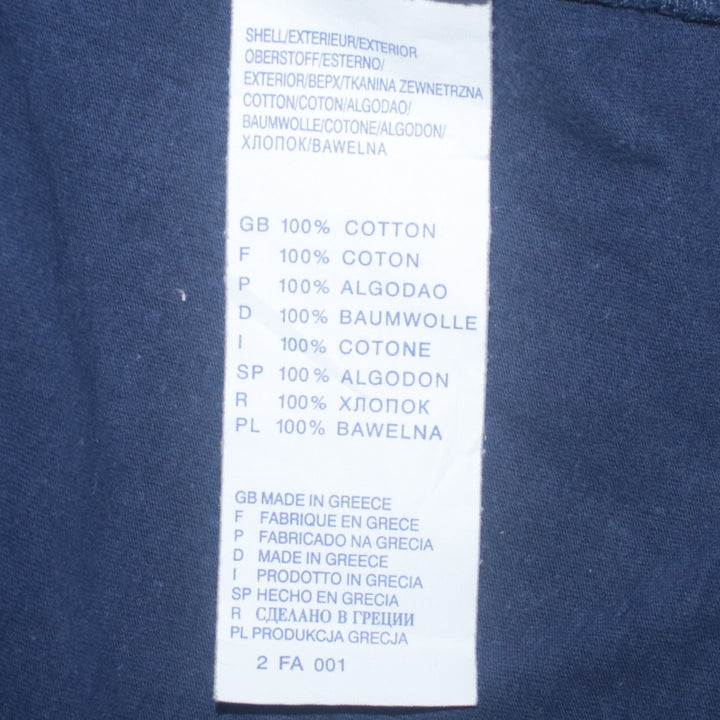 SHELL/EXTERIEUR/EXTERIOR
OBERSTOFF/ESTERNO/
EXTERIOR/ВЕРХ/TKANINA ZEWNETRZNA
COTTON/COTON/ALGODAO/
BAUMWOLLE/COTONE/ALGODON/
ХЛОПОК/BAWELNA
GB 100% COTTON
F 100% COTON
P 100% ALGODAO
D 100% BAUMWOLLE
I 100% COTONE
SP 100% ALGODON
R 100% ХЛОПОК
PL 100% BAWELNA
GB MADE IN GREECE
F FABRIQUE EN GRECE
P FABRICADO NA GRECIA
D MADE IN GREECE
I PRODOTTO IN GRECIA
SP HECHO EN GRECIA
R СДЕЛАНО В ГРЕЦИИ
PL PRODUKCJA GRECJA
2 FA 001